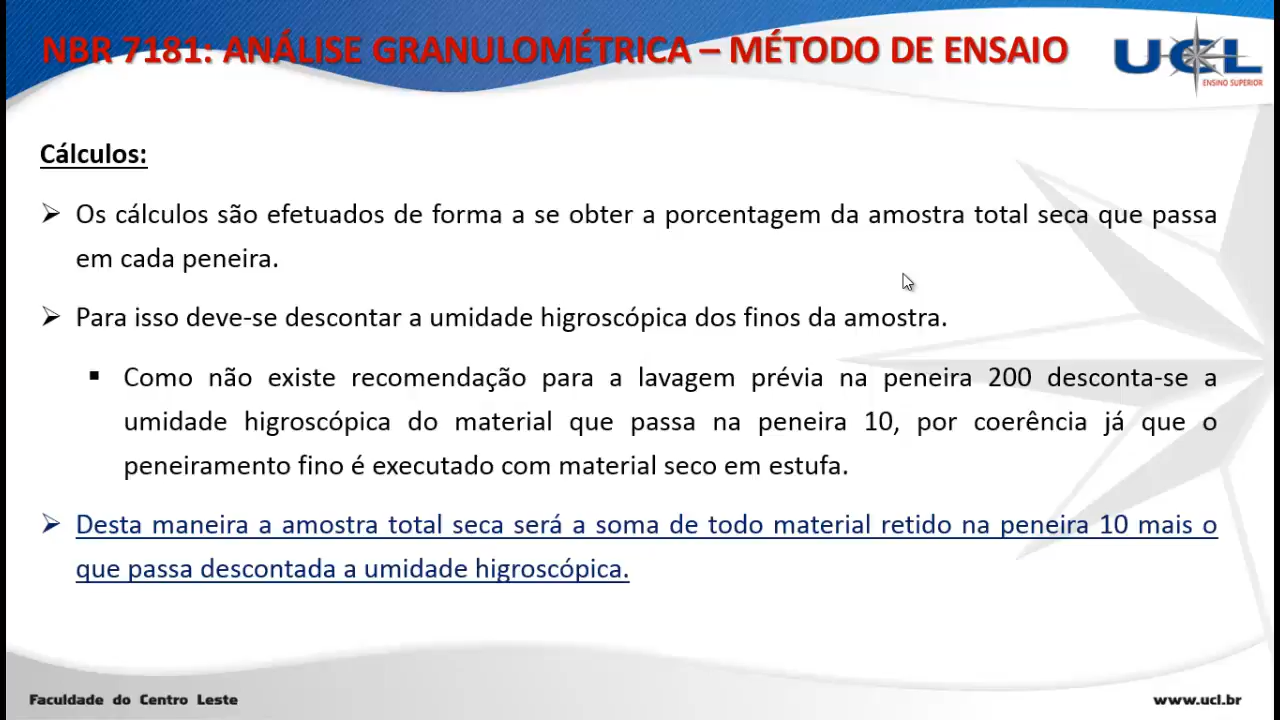 NBR 7181: ANÁLISE GRANULOMÉTRICA – MÉTODO DE ENSAIO
UCL
ENSINO SUPERIOR
Cálculos:
Os cálculos são efetuados de forma a se obter a porcentagem da amostra total seca que passa
em cada peneira.
Para isso deve-se descontar a umidade higroscópica dos finos da amostra.
Como não existe recomendação para a lavagem prévia na peneira 200 desconta-se a
umidade higroscópica do material que passa na peneira 10, por coerência já que o
peneiramento fino é executado com material seco em estufa.
Desta maneira a amostra total seca será a soma de todo material retido na peneira 10 mais o
que passa descontada a umidade higroscópica.
Faculdade do Centro Leste
www.ucl.br